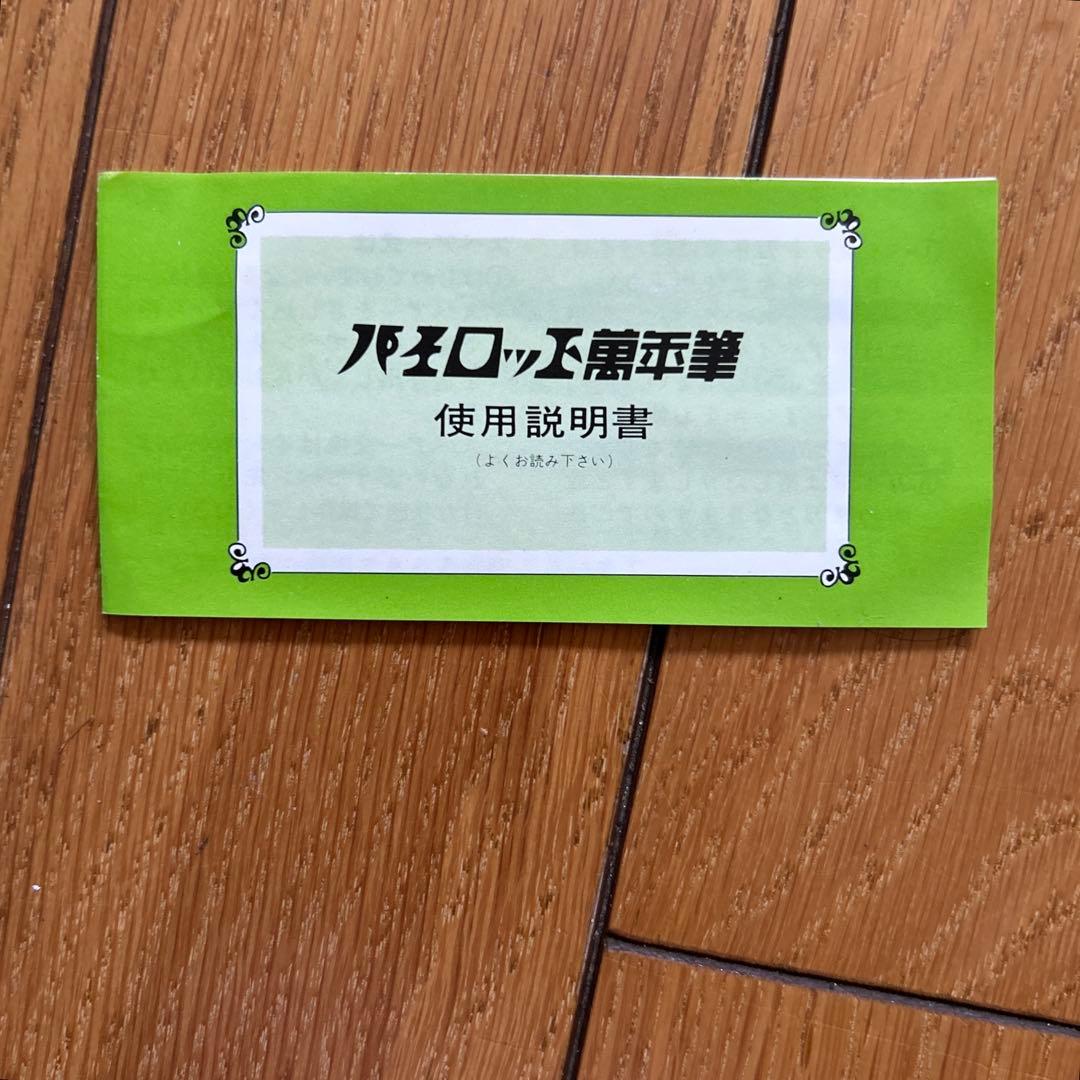 パイロット萬年筆
使用説明書
(よくお読み下さい)